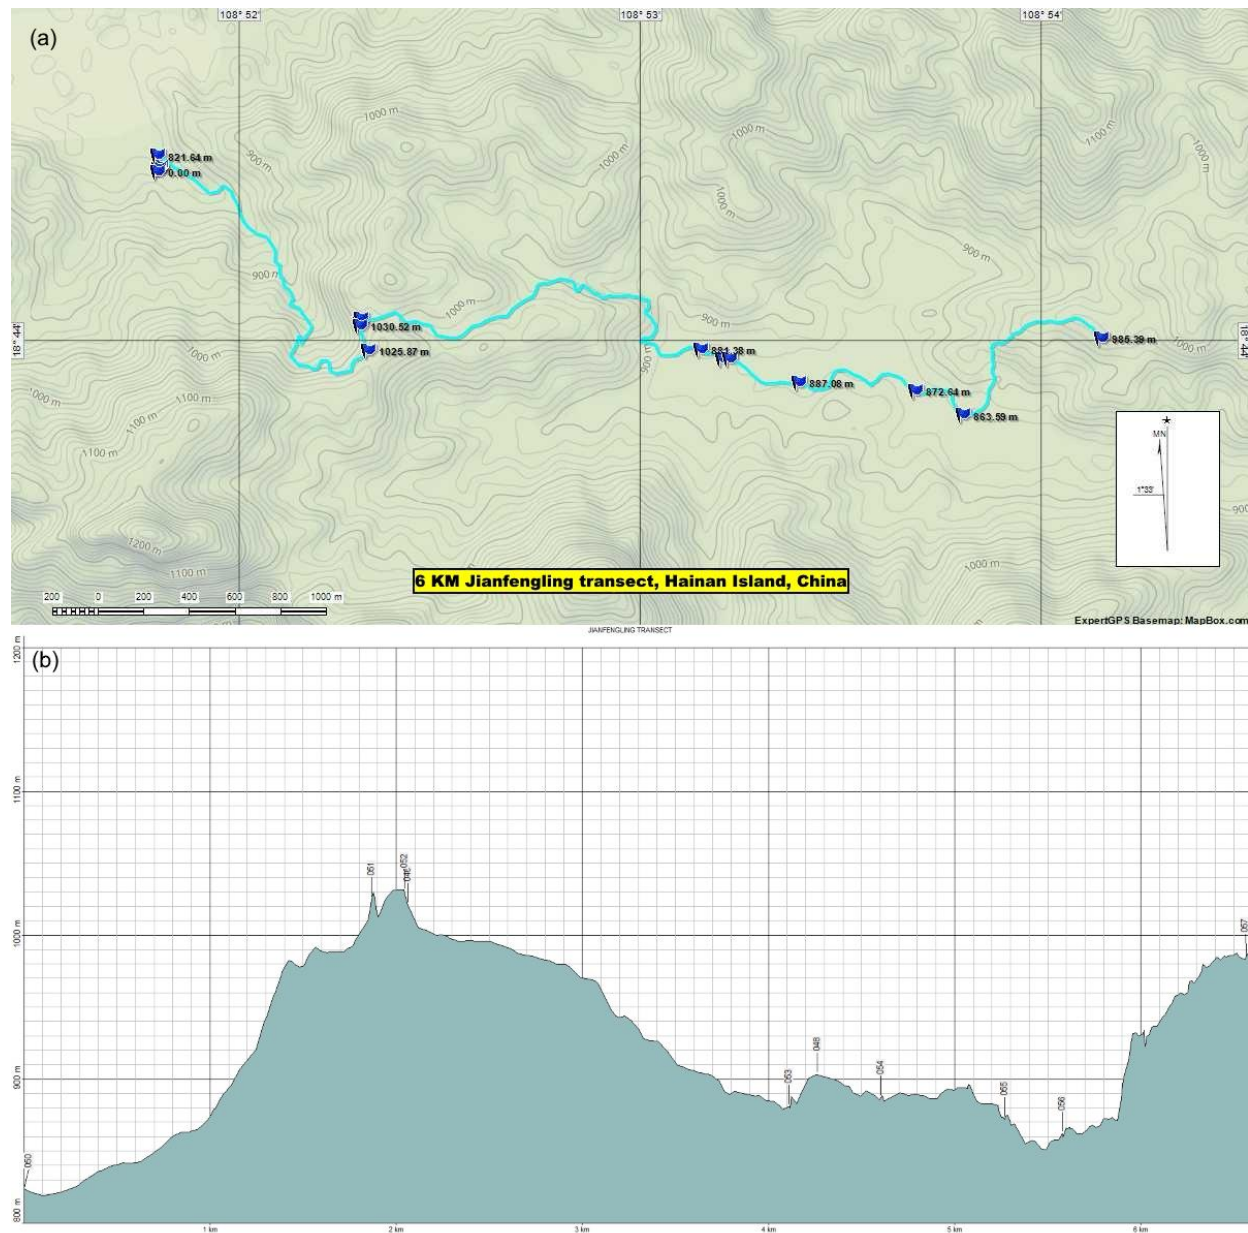 (a)
108° 52'
108° 53'
108° 54'
1000 m
1000 m
1100 m
1000 m
900 m
1000 m
821.64 m
0.00 m
1000 m
900 m
900 m
900 m
1000 m
900 m
18° 44'
1030.52 m
1025.87 m
881.38 m
985.39 m
1000 m
18° 44'
1000 m
900 m
887.08 m
872.64 m
863.59 m
1000 m
1100 m
1100 m
1000 m
MN
1°33'
900
1200 m
1100 m
1000 m
6 KM Jianfengling transect, Hainan Island, China
200 0 200 400 600 800 1000 m
ExpertGPS Basemap: MapBox.com
JIANFENGLING TRANSECT
(b)
1200 m
1100 m
051
052
046
1000 m
057
900 m
053
048
054
055
056
050
800 m
1 km
2 km
3 km
4 km
5 km
6 km